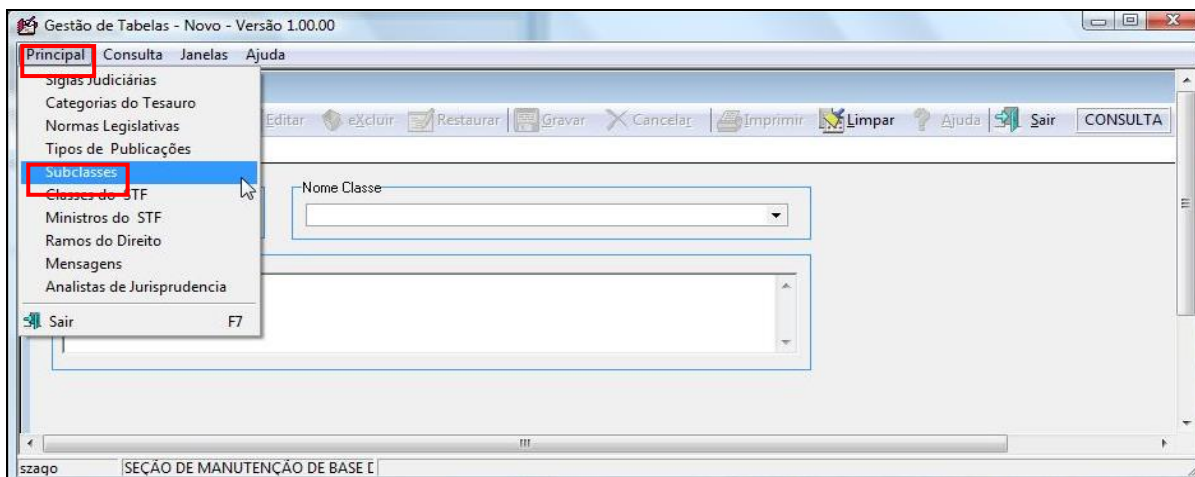 Gestão de Tabelas - Novo - Versão 1.00.00
Principal Consulta Janelas Ajuda
Siglas Judiciárias
Categorias do Tesauro
Editar eXcluir Restaurar Gravar Cancelar Imprimir Limpar Ajuda Sair CONSULTA
Normas Legislativas
Tipos de Publicações
Subclasses
Classes do STF
Nome Classe
Ministros do STF
Ramos do Direito
Mensagens
Analistas de Jurisprudencia
Sair F7
szago SEÇÃO DE MANUTENÇÃO DE BASE D